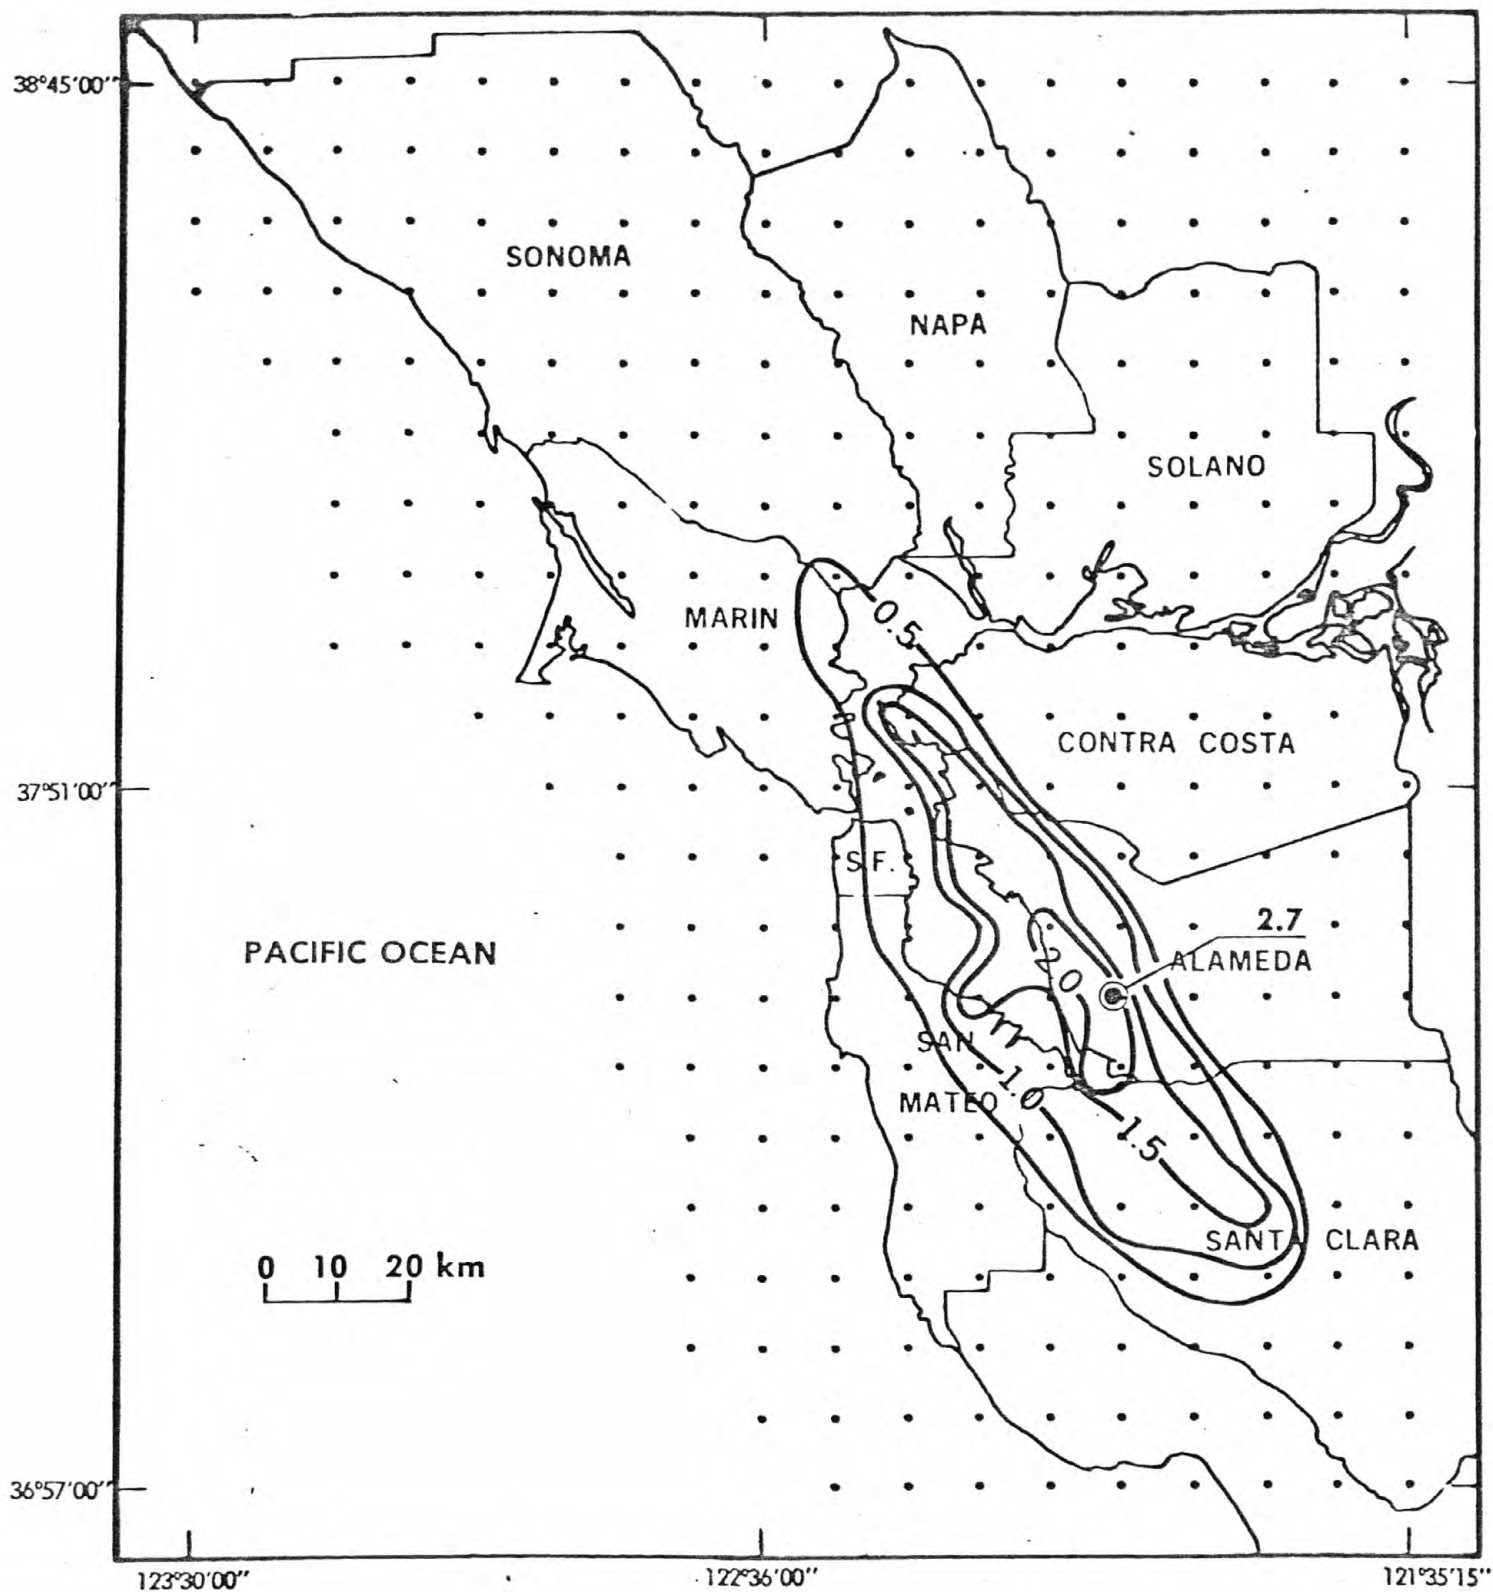 38°45'00"
SONOMA
NAPA
SOLANO
MARIN
0.5
CONTRA COSTA
37°51'00"
S.F.
2.7
PACIFIC OCEAN
ALAMEDA
2.0
SAN
MATEO
1.0
1.5
SANTA CLARA
0 10 20 km
36°57'00"
123°30'00"
122°36'00"
121°35'15"